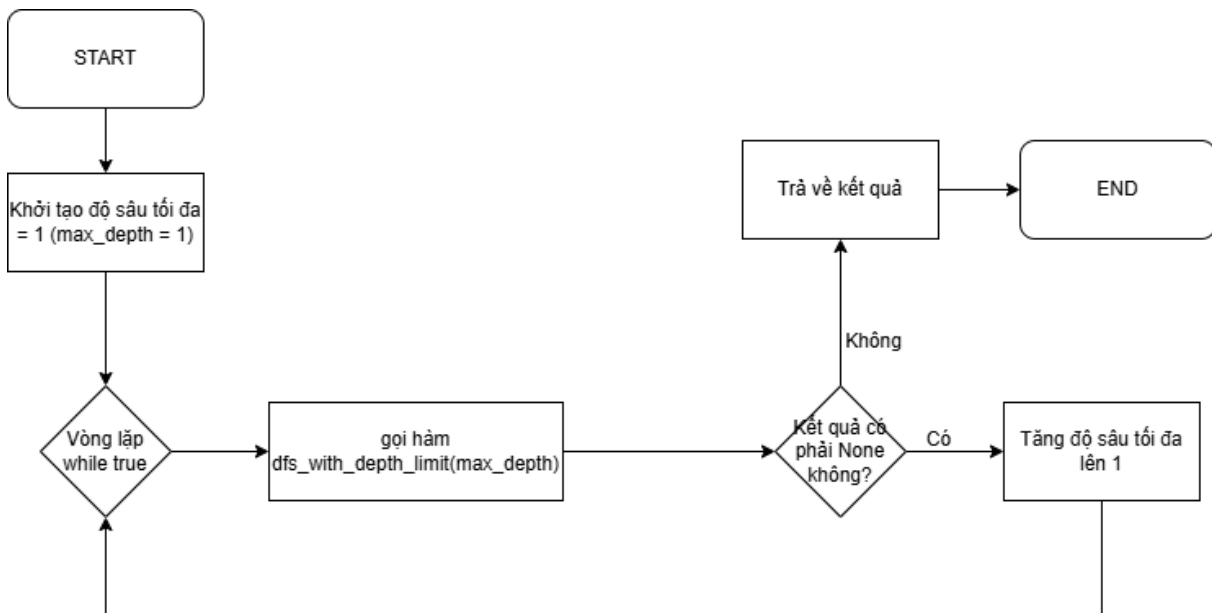 START
Khởi tạo độ sâu tối đa
= 1 (max_depth = 1)
Vòng lặp
while true
gọi hàm
dfs_with_depth_limit(max_depth)
Kết quả có
phải None
không?
Không
Trả về kết quả
END
Có
Tăng độ sâu tối đa
lên 1